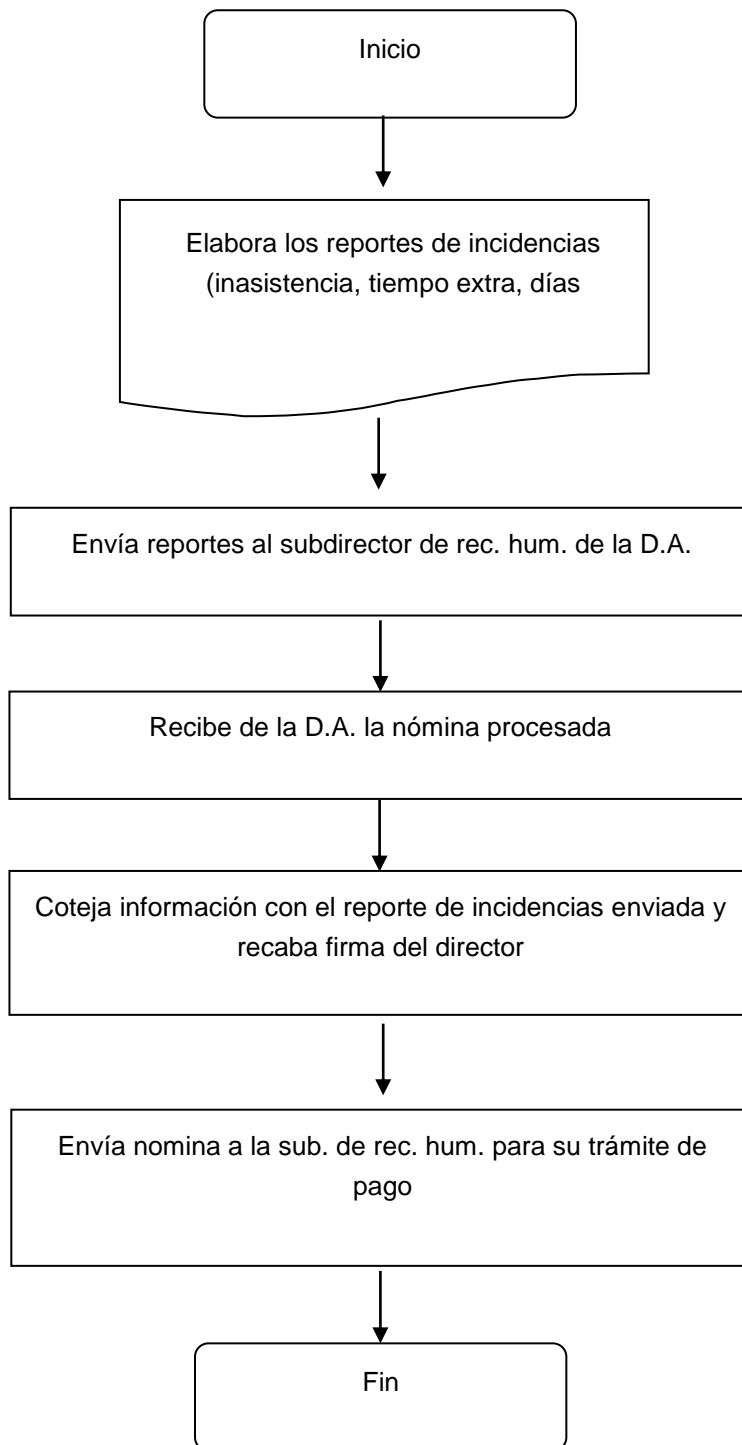 Inicio
Elabora los reportes de incidencias
(inasistencia, tiempo extra, días
Envía reportes al subdirector de rec. hum. de la D.A.
Recibe de la D.A. la nómina procesada
Coteja información con el reporte de incidencias enviada y
recaba firma del director
Envía nomina a la sub. de rec. hum. para su trámite de
pago
Fin